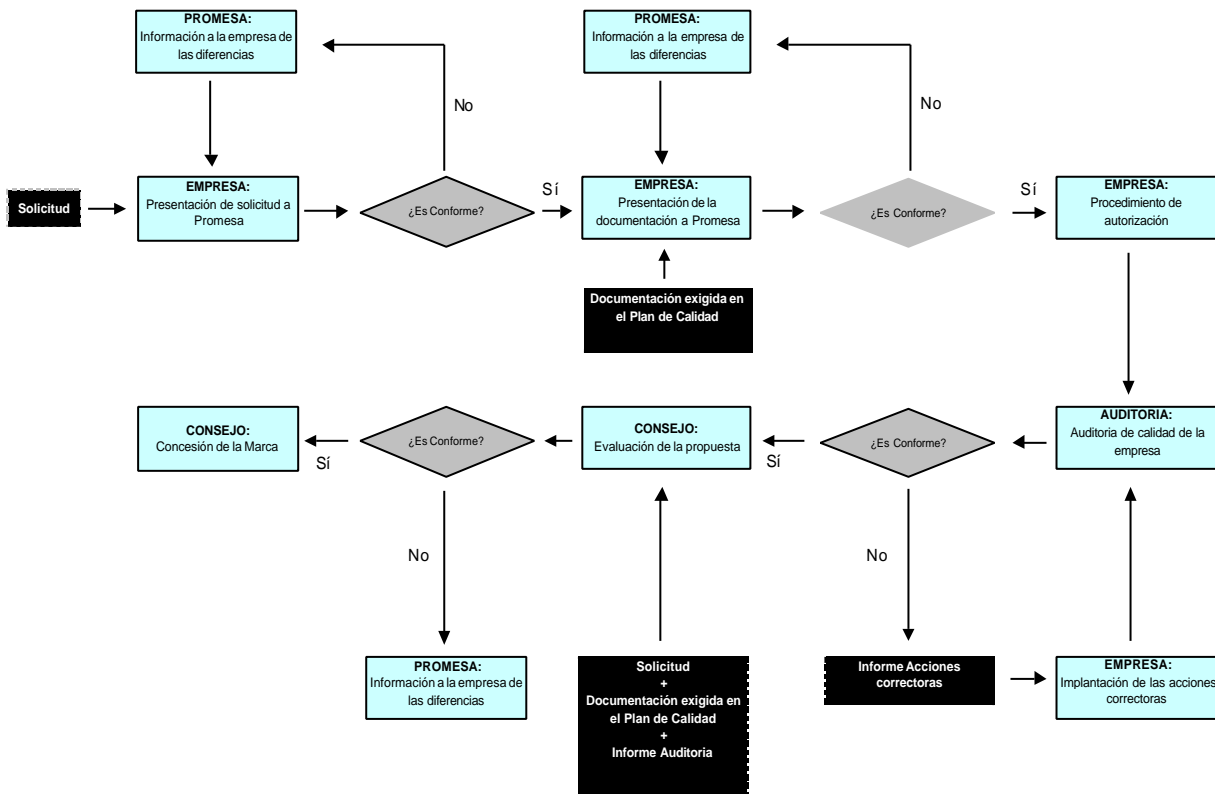 PROMESA:
Información a la empresa de
las diferencias
No
PROMESA:
Información a la empresa de
las diferencias
No
Solicitud
EMPRESA:
Presentación de solicitud a
Promesa
¿Es Conforme?
Sí
EMPRESA:
Presentación de la
documentación a Promesa
¿Es Conforme?
Sí
EMPRESA:
Procedimiento de
autorización
Documentación exigida en
el Plan de Calidad
CONSEJO:
Concesión de la Marca
Sí
¿Es Conforme?
CONSEJO:
Evaluación de la propuesta
Sí
¿Es Conforme?
AUDITORIA:
Auditoria de calidad de la
empresa
No
No
PROMESA:
Información a la empresa de
las diferencias
Solicitud
+
Documentación exigida en
el Plan de Calidad
+
Informe Auditoria
Informe Acciones
correctoras
EMPRESA:
Implantación de las acciones
correctoras